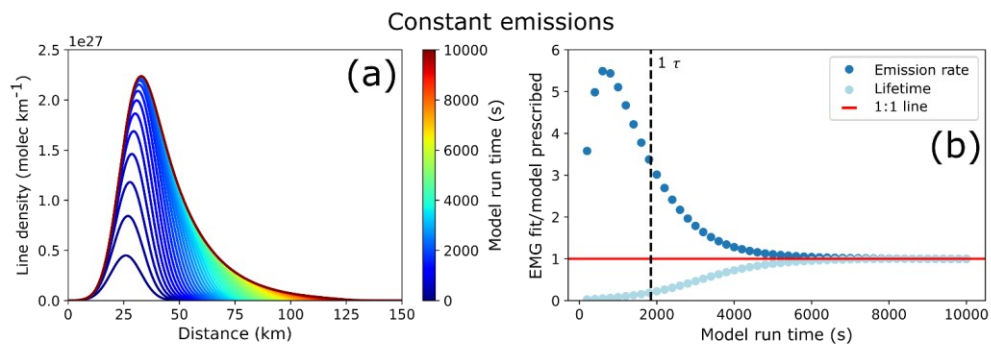 Constant emissions
1e27
2.5
2.0
1.5
1.0
0.5
0.0
Line density (molec km⁻¹)
0 25 50 75 100 125 150
Distance (km)
(a)
10000
8000
6000
4000
2000
0
Model run time (s)
6
5
4
3
2
1
0
EMG fit/model prescribed
1 τ
Emission rate
Lifetime
1:1 line
(b)
0 2000 4000 6000 8000 10000
Model run time (s)